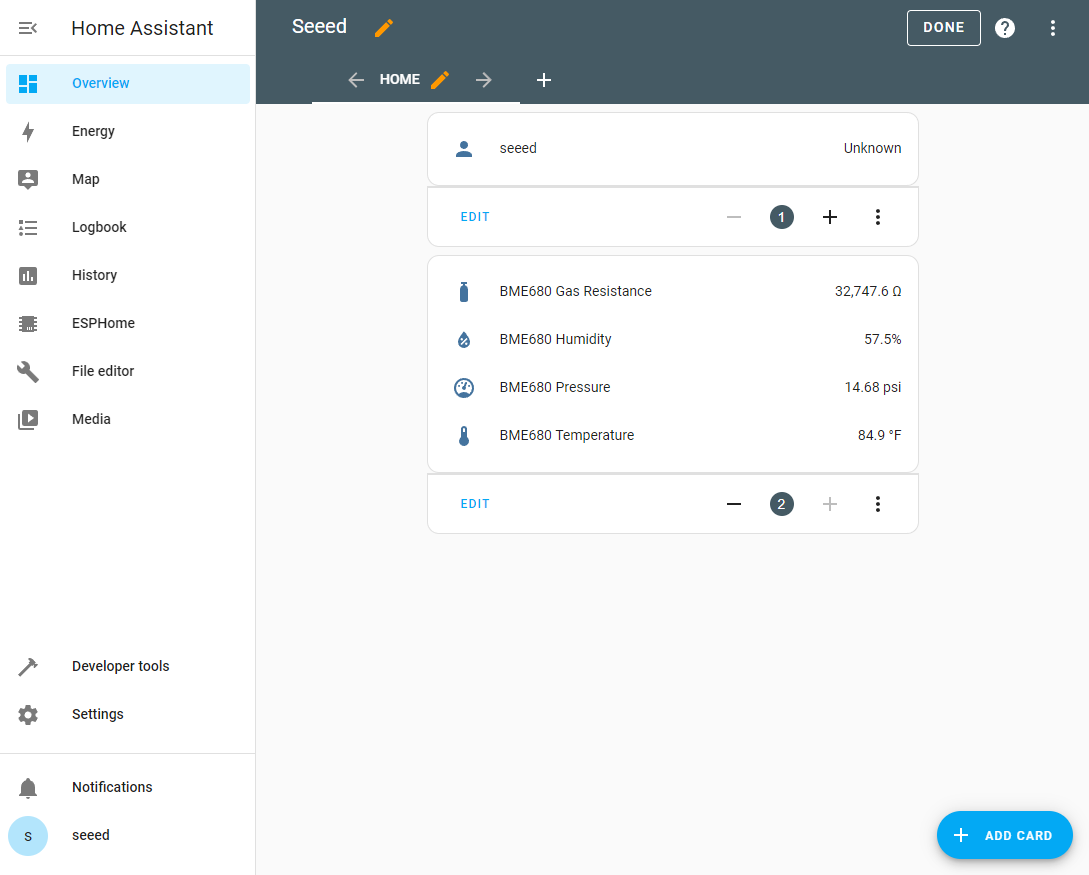 Home Assistant
Overview
Energy
Map
Logbook
History
ESPHome
File editor
Media
Developer tools
Settings
Notifications
S seeed
Seeed
DONE
HOME
seeed Unknown
EDIT 1
BME680 Gas Resistance 32,747.6 Ω
BME680 Humidity 57.5%
BME680 Pressure 14.68 psi
BME680 Temperature 84.9 °F
EDIT 2
ADD CARD